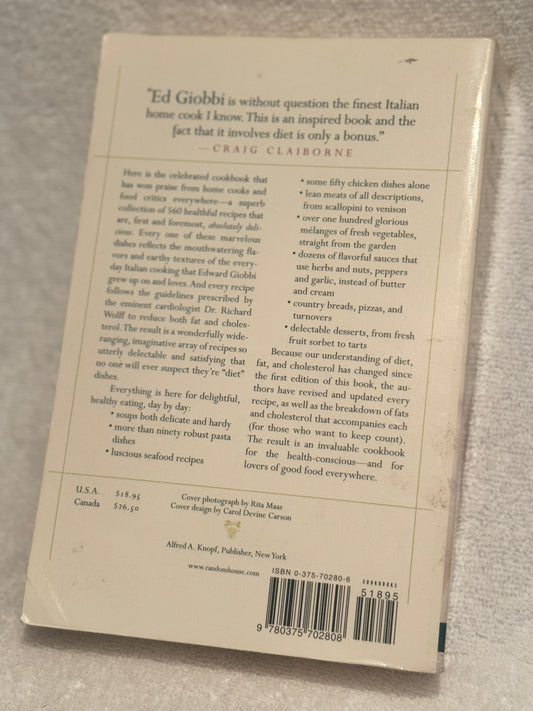 "Ed Giobbi is without question the finest Italian
home cook I know. This is an inspired book and the
fact that it involves diet is only a bonus."
—CRAIG CLAIBORNE
Here is the celebrated cookbook that
has won praise from home cooks and
food critics everywhere—a superb
collection of 360 healthful recipes that
are, first and foremost, absolutely deli-
cious. Every one of these marvelous
dishes reflects the mouthwatering fla-
vors and earthy textures of the every-
day Italian cooking that Edward Giobbi
grew up on and loves. And every recipe
follows the guidelines prescribed by
the eminent cardiologist Dr. Richard
Wolff to reduce both fat and choles-
terol. The result is a wonderfully wide-
ranging, imaginative array of recipes so
utterly delectable and satisfying that
no one will ever suspect they're "diet"
dishes.
Everything is here for delightful,
healthy eating, day by day:
• soups both delicate and hardy
• more than ninety robust pasta
dishes
• luscious seafood recipes
• some fifty chicken dishes alone
• lean meats of all descriptions,
from scallopini to venison
• over one hundred glorious
mélanges of fresh vegetables,
straight from the garden
• dozens of flavorful sauces that
use herbs and nuts, peppers
and garlic, instead of butter
and cream
• country breads, pizzas, and
turnovers
• delectable desserts, from fresh
fruit sorbet to tarts
Because our understanding of diet,
fat, and cholesterol has changed since
the first edition of this book, the au-
thors have revised and updated every
recipe, as well as the breakdown of fats
and cholesterol that accompanies each
(for those who want to keep count).
The result is an invaluable cookbook
for the health-conscious—and for
lovers of good food everywhere.
U.S.A. $18.95
Canada $26.50
Cover photograph by Rita Maas
Cover design by Carol Devine Carson
Alfred A. Knopf, Publisher, New York
www.randomhouse.com
ISBN 0-375-70280-6
COOKBOOKS
51895
9 780375 702808